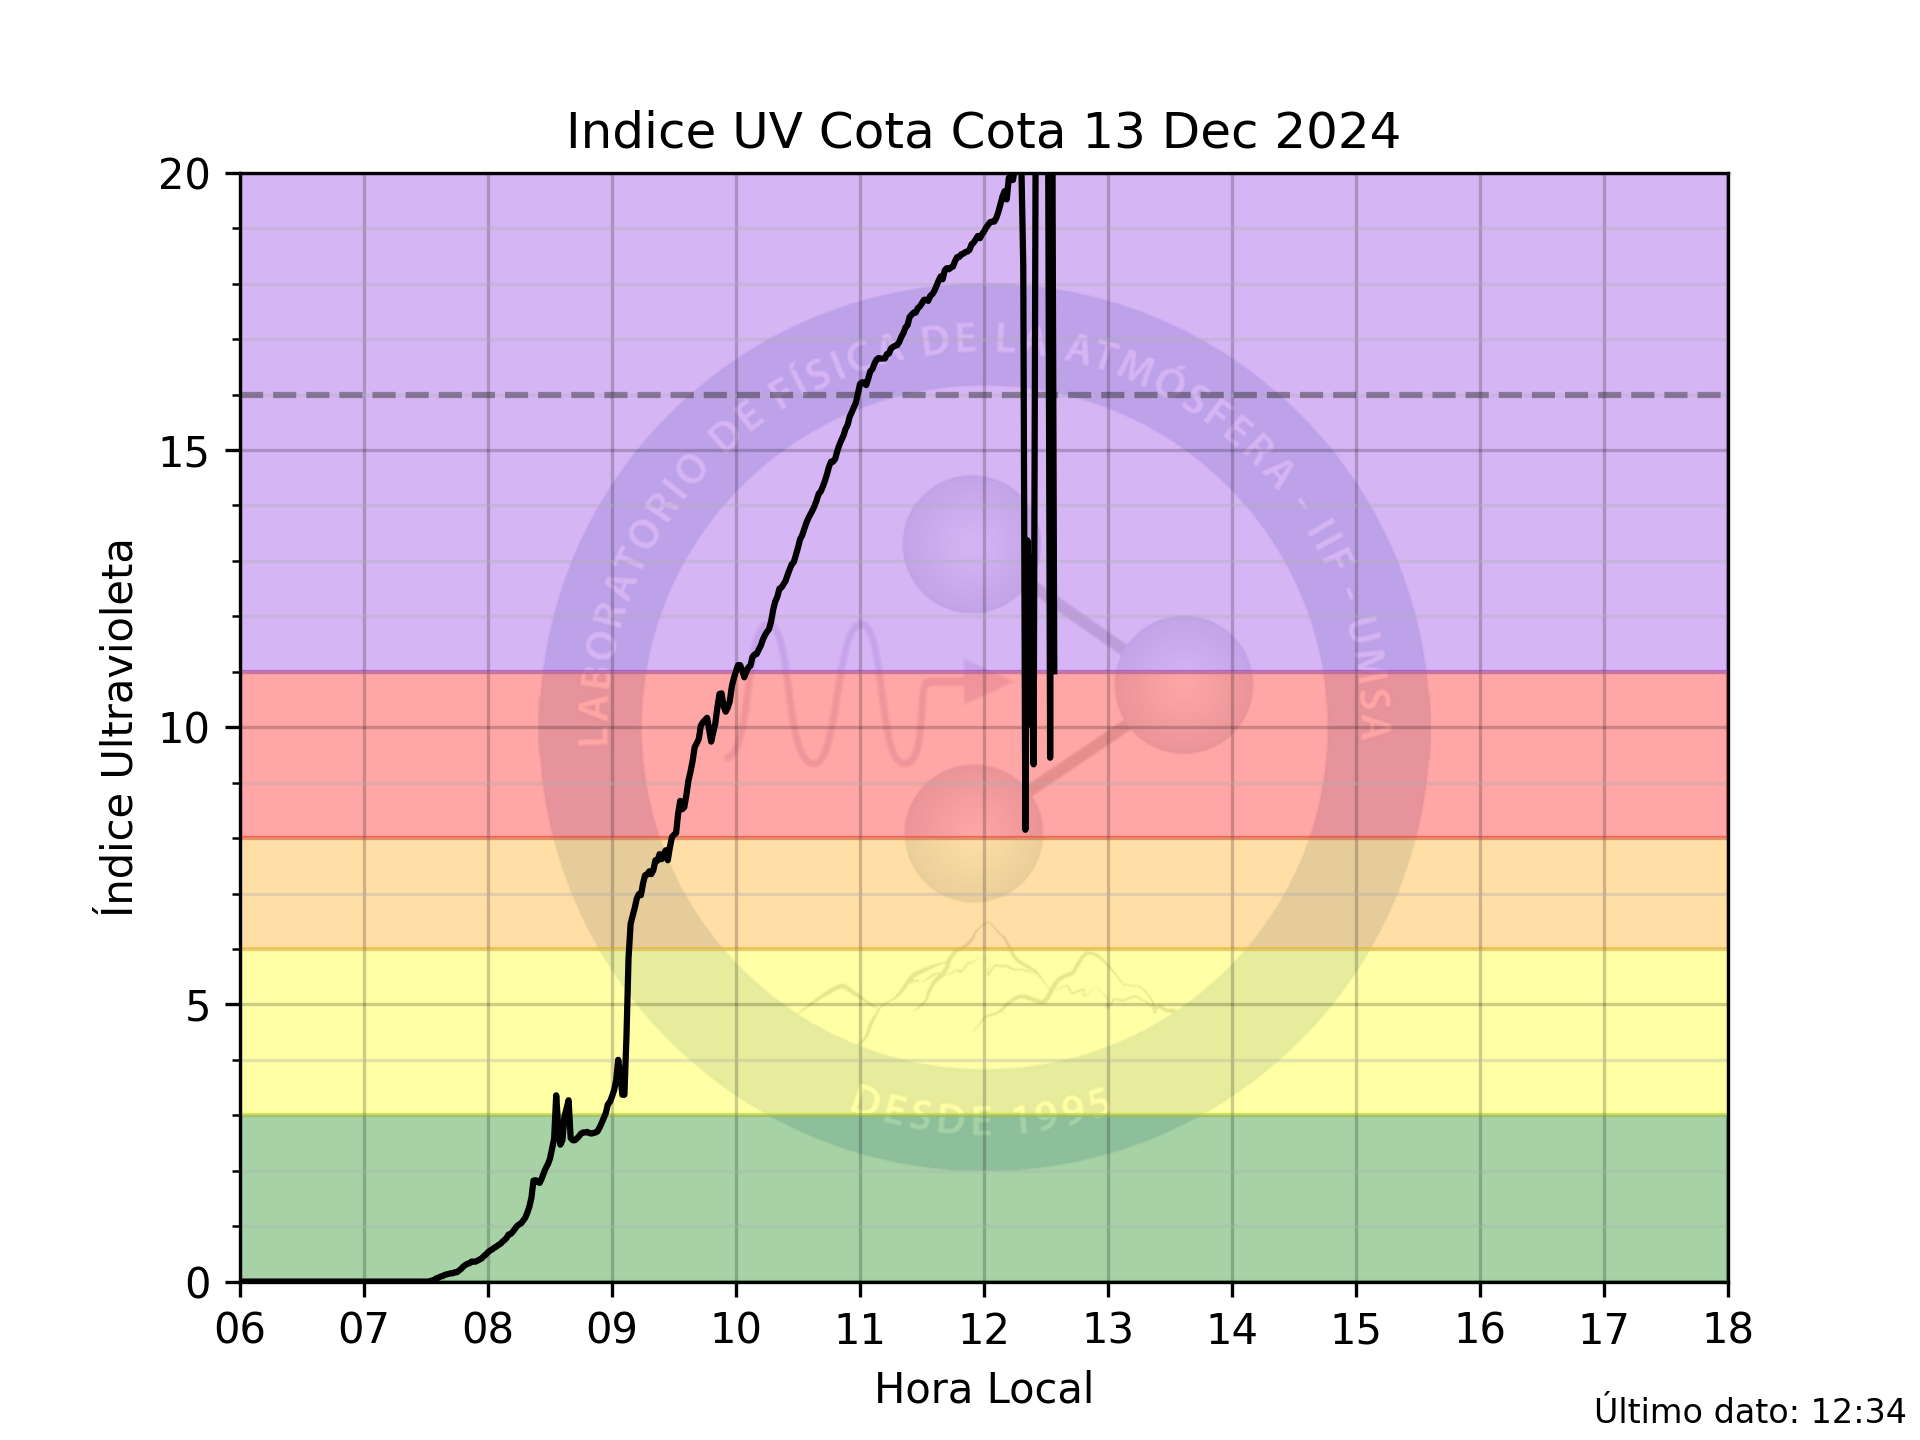 Indice UV Cota Cota 13 Dec 2024
20
15
10
5
0
Índice Ultravioleta
LABORATORIO DE FÍSICA DE LA ATMÓSFERA - IIF - UMSA
DESDE 1995
06 07 08 09 10 11 12 13 14 15 16 17 18
Hora Local
Último dato: 12:34